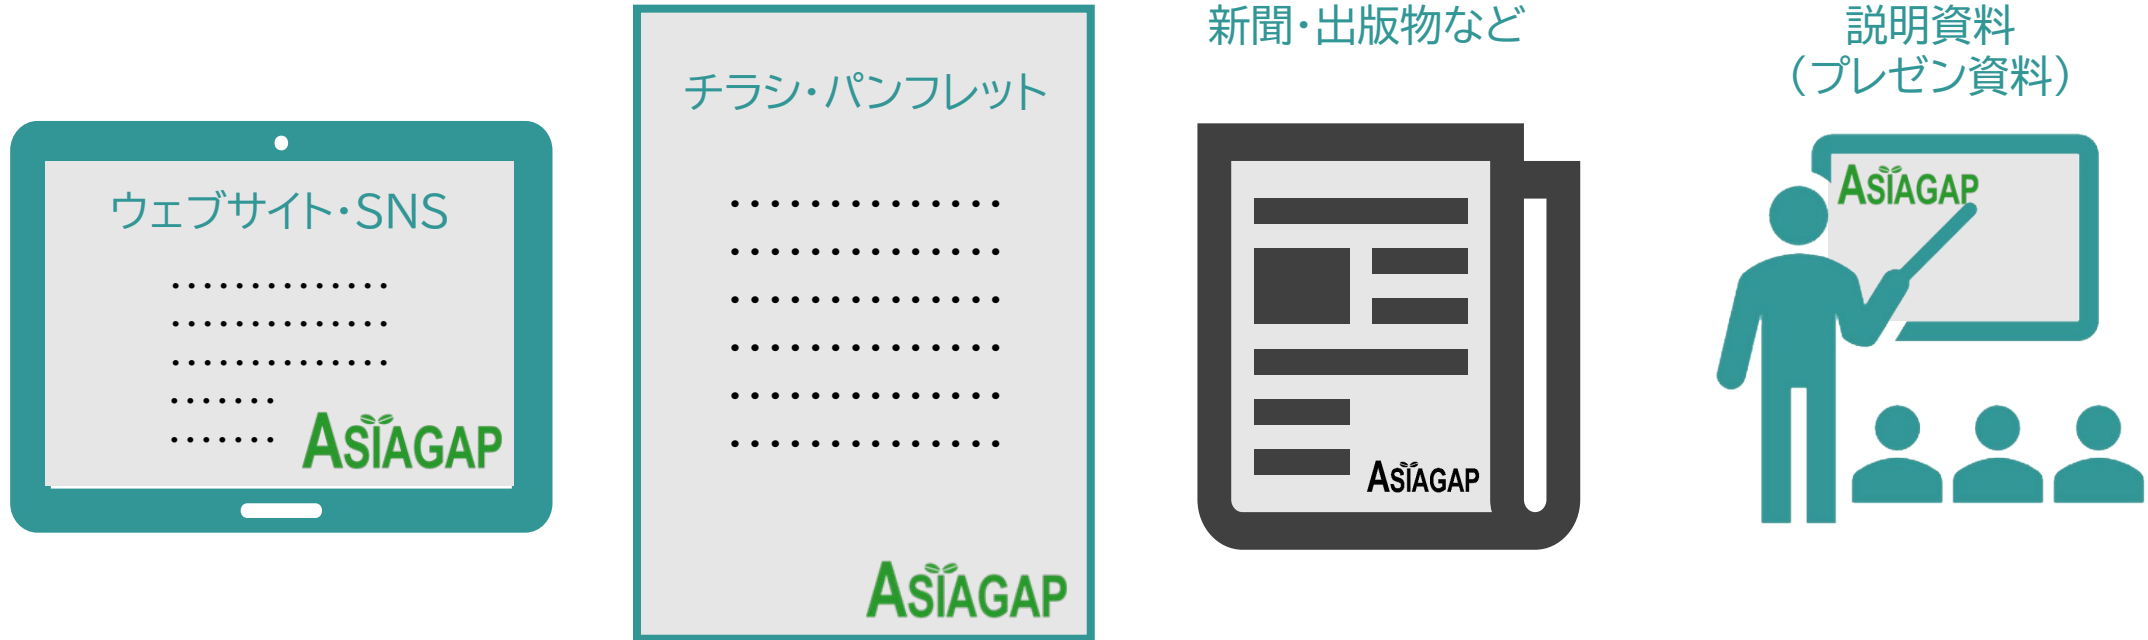 ウェブサイト・SNS
ASIAGAP
チラシ・パンフレット
ASIAGAP
新聞・出版物など
ASIAGAP
説明資料
（プレゼン資料）
ASIAGAP